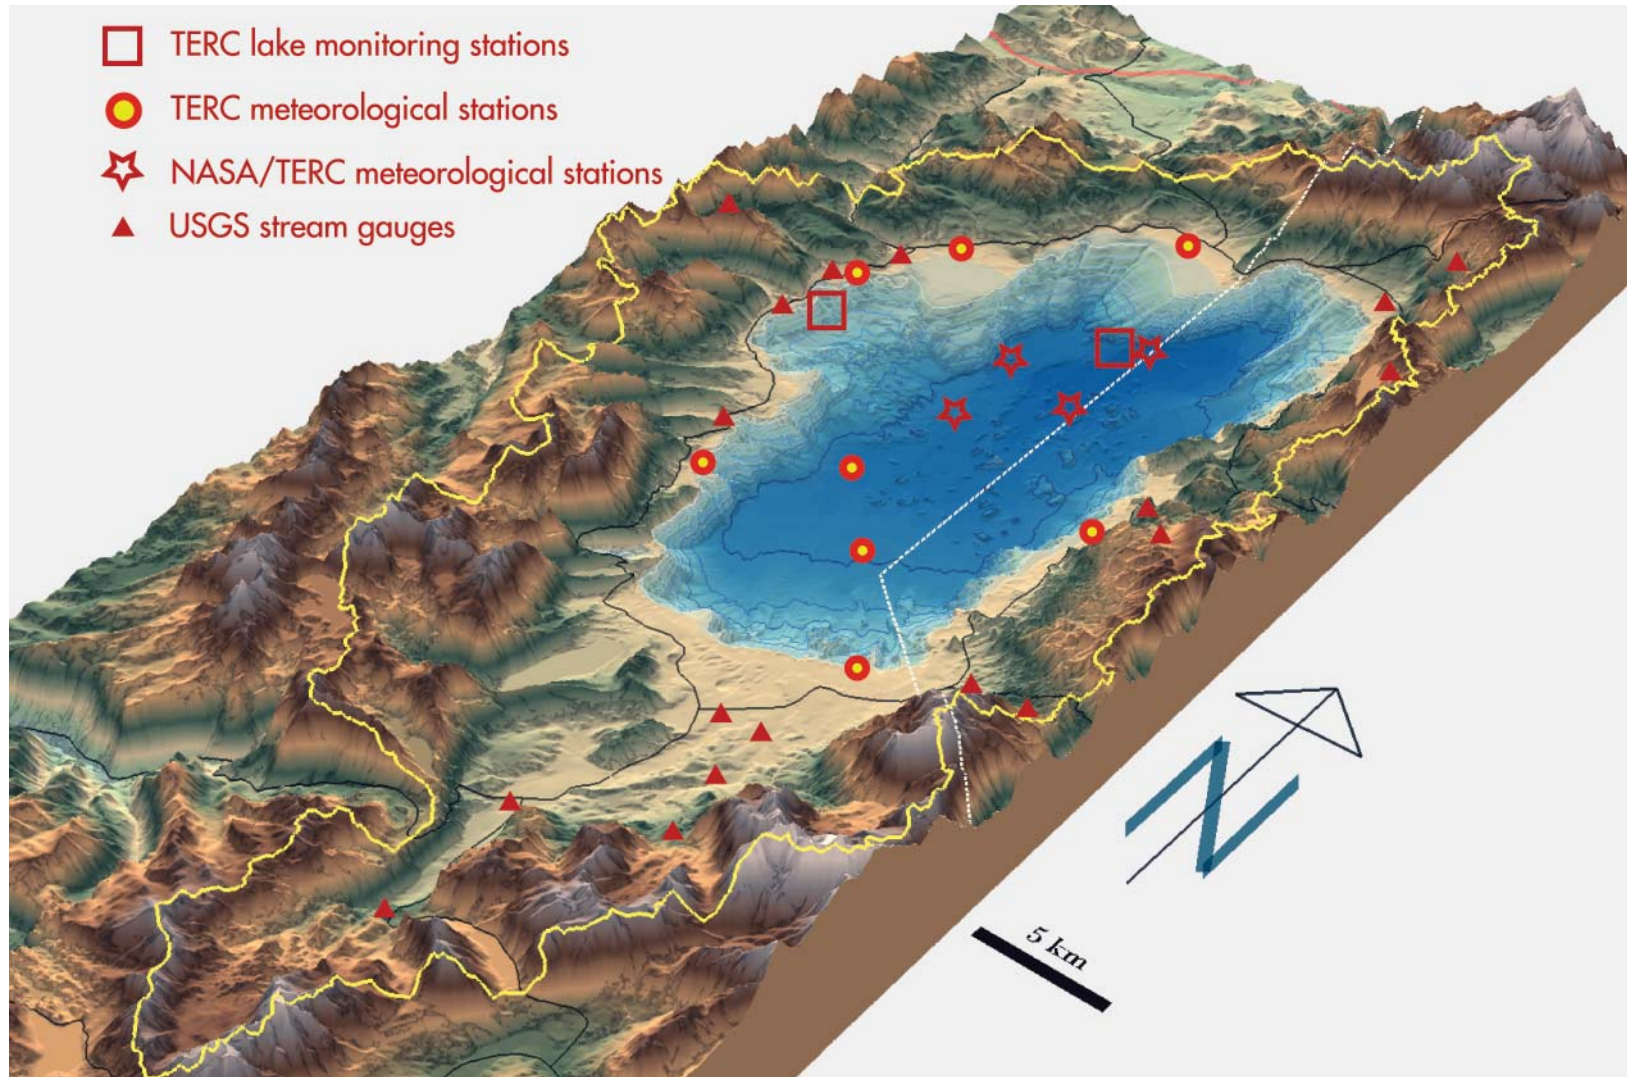 TERC lake monitoring stations
TERC meteorological stations
NASA/TERC meteorological stations
USGS stream gauges
N
5 km